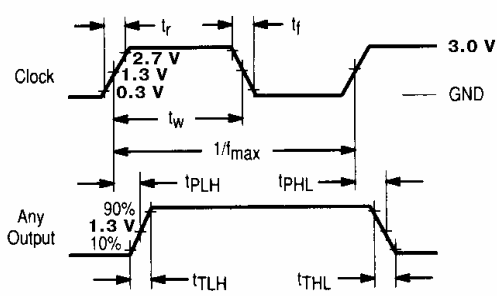 tr
tf
2.7 V
3.0 V
Clock
1.3 V
0.3 V
GND
tw
1/fmax
tPLH
tPHL
90%
Any
1.3 V
Output
10%
tTLH
tTHL